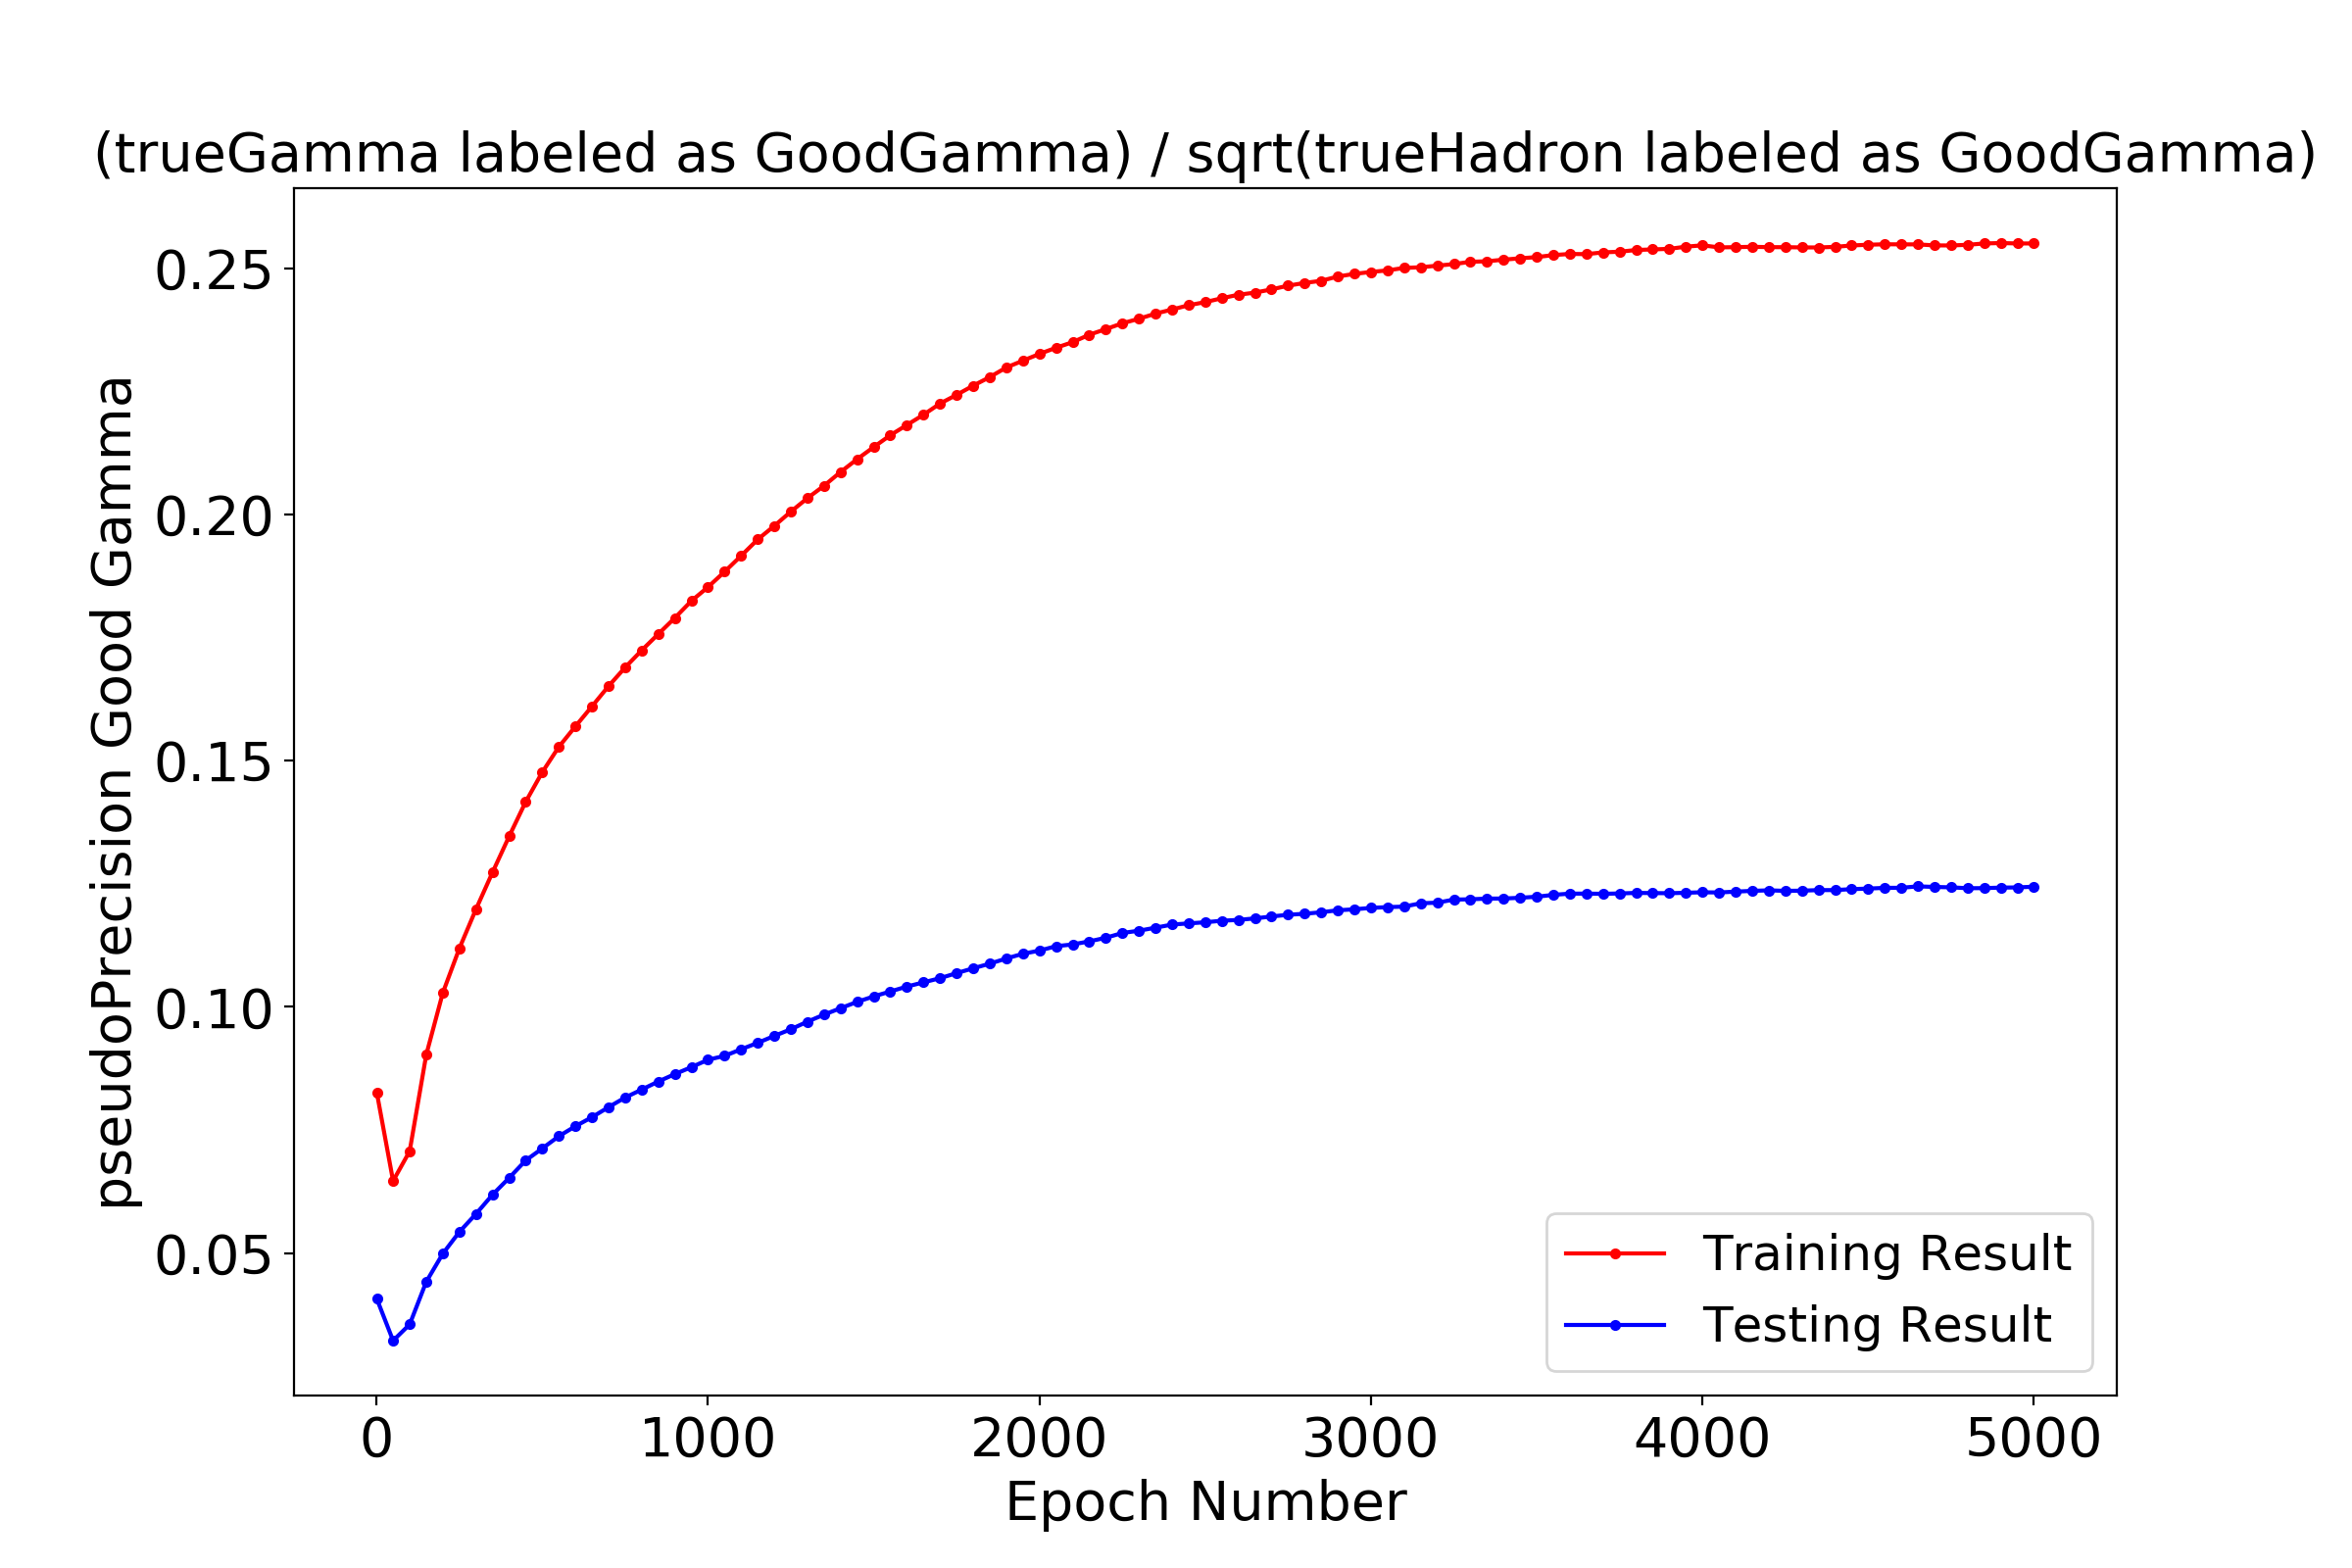 (trueGamma labeled as GoodGamma) / sqrt(trueHadron labeled as GoodGamma)
pseudoPrecision Good Gamma
0.25
0.20
0.15
0.10
0.05
Training Result
Testing Result
0 1000 2000 3000 4000 5000
Epoch Number